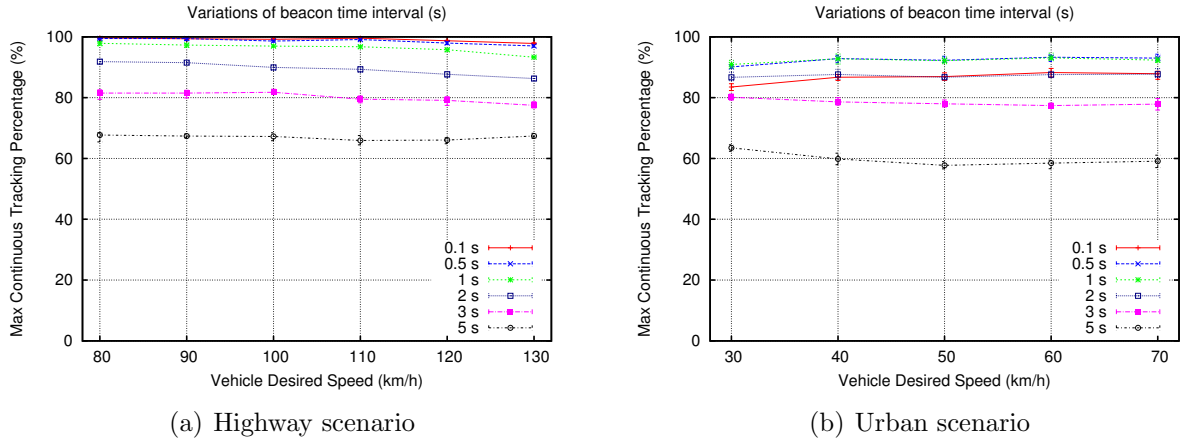 Variations of beacon time interval (s)
Max Continuous Tracking Percentage (%)
100
80
60
40
20
0
0.1 s
0.5 s
1 s
2 s
3 s
5 s
80 90 100 110 120 130
Vehicle Desired Speed (km/h)
(a) Highway scenario
Variations of beacon time interval (s)
Max Continuous Tracking Percentage (%)
100
80
60
40
20
0
0.1 s
0.5 s
1 s
2 s
3 s
5 s
30 40 50 60 70
Vehicle Desired Speed (km/h)
(b) Urban scenario